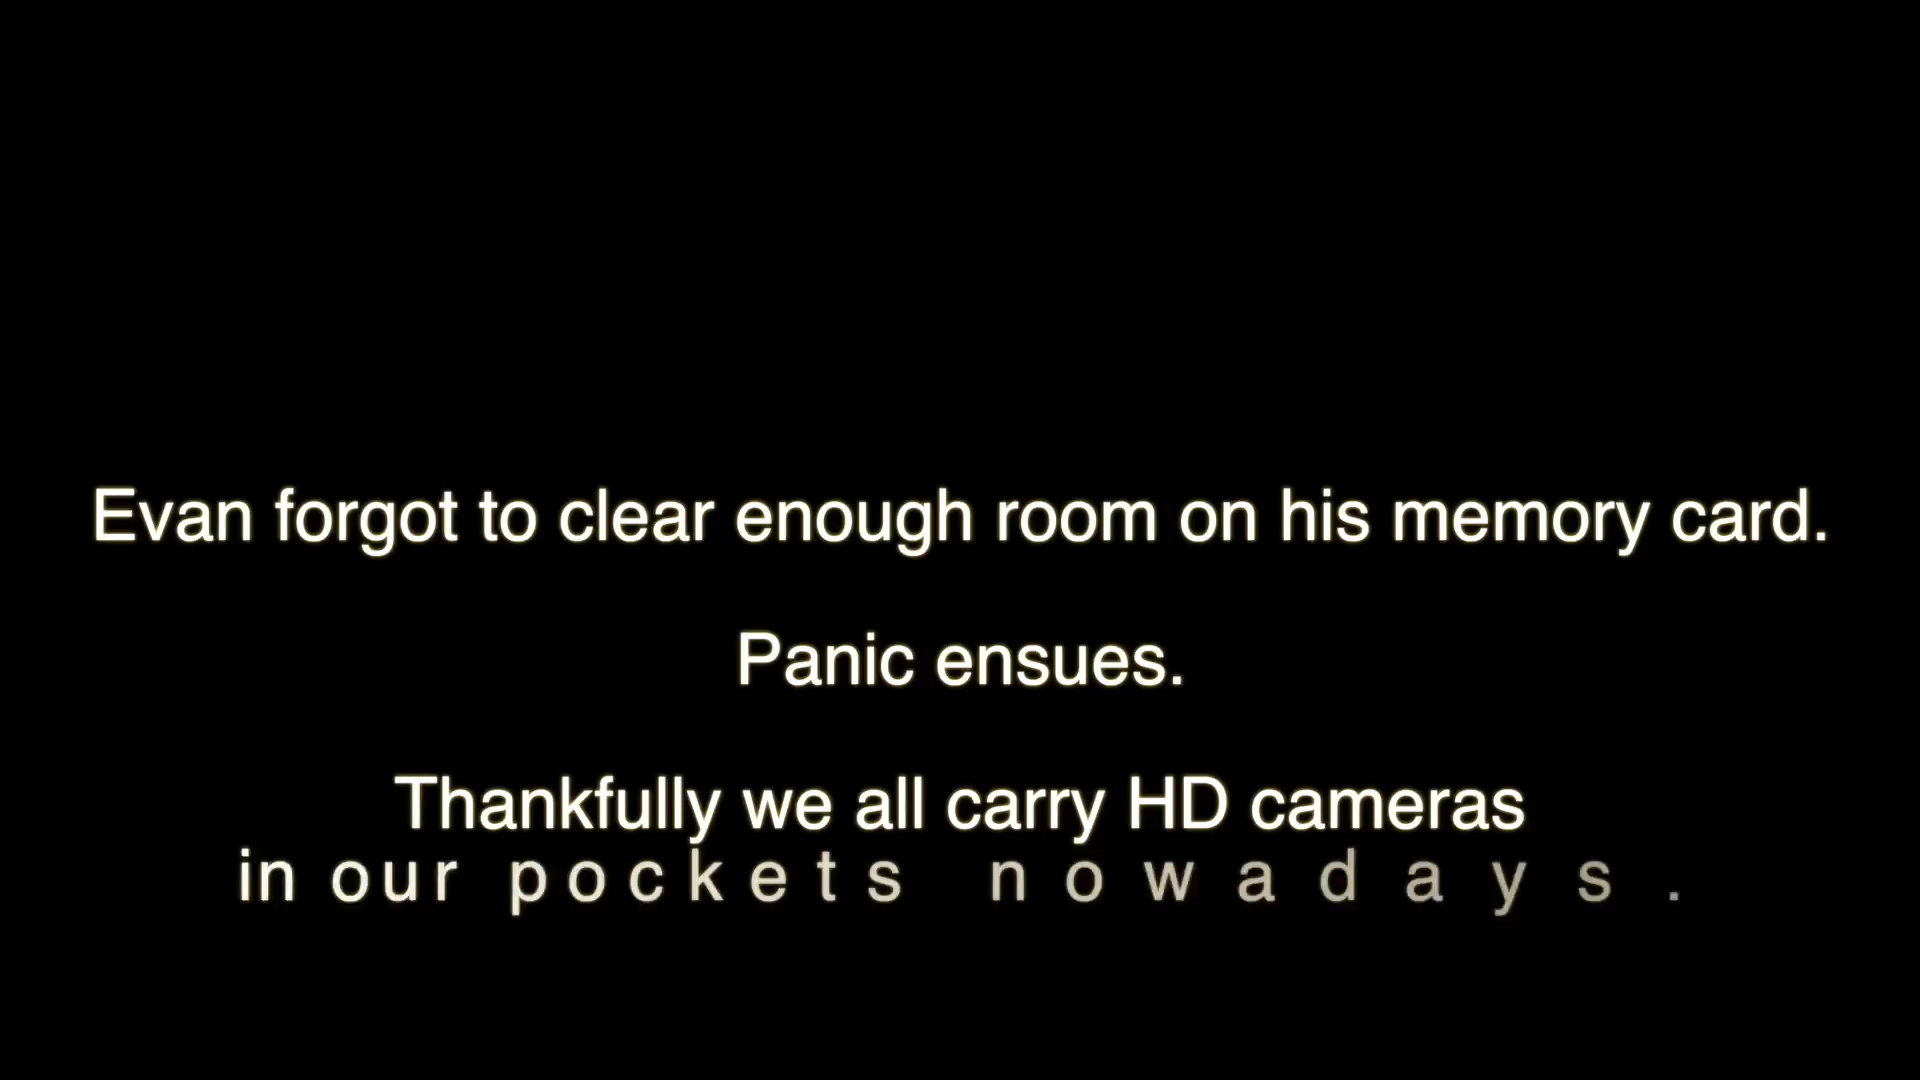 Evan forgot to clear enough room on his memory card.
Panic ensues.
Thankfully we all carry HD cameras
in our pockets nowadays.